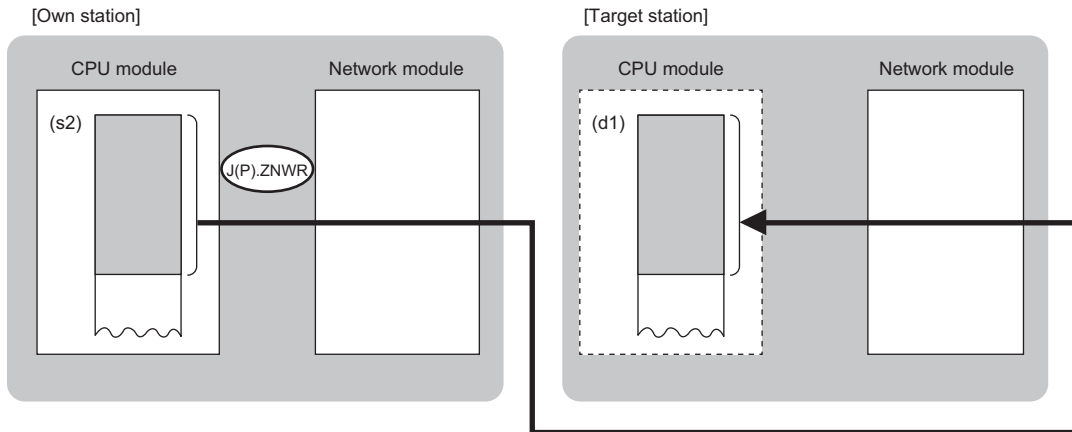 [Own station]
[Target station]
CPU module
Network module
CPU module
Network module
(s2)
J(P).ZNWR
(d1)